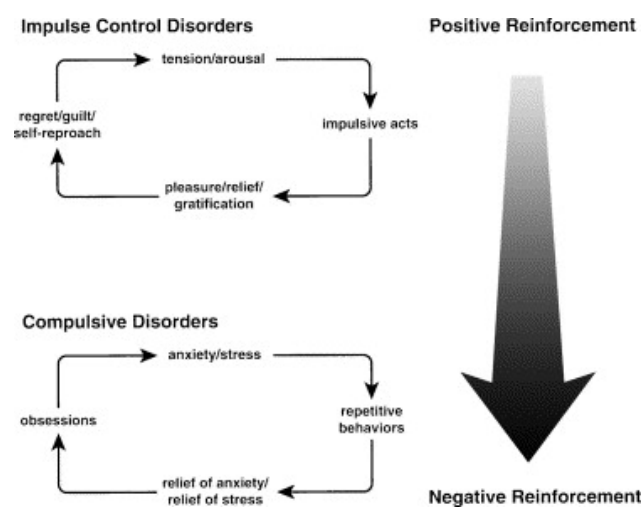 Impulse Control Disorders
Positive Reinforcement
tension/arousal
regret/guilt/
self-reproach
impulsive acts
pleasure/relief/
gratification
Compulsive Disorders
anxiety/stress
obsessions
repetitive
behaviors
relief of anxiety/
relief of stress
Negative Reinforcement